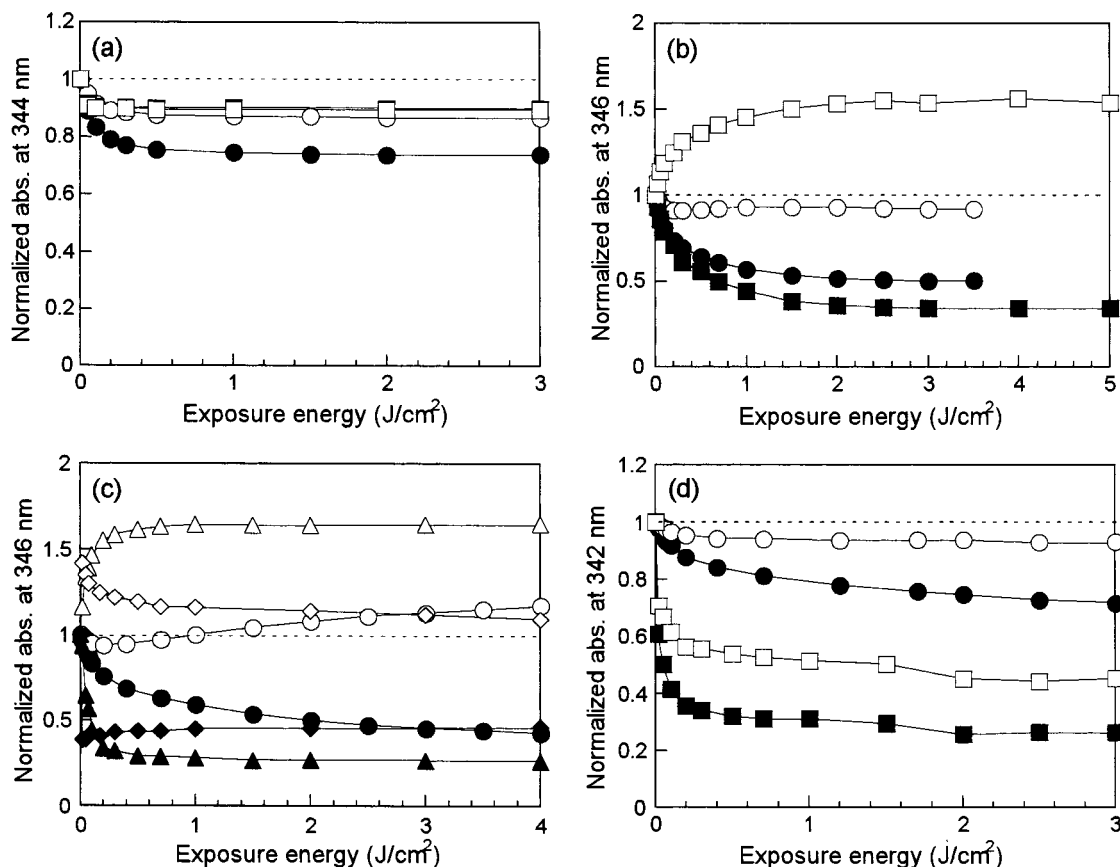 (a)
Normalized abs. at 344 nm
1.2
1
0.8
0.6
0.4
0.2
0
0 1 2 3
Exposure energy (J/cm²)
(b)
Normalized abs. at 346 nm
2
1.5
1
0.5
0
0 1 2 3 4 5
Exposure energy (J/cm²)
(c)
Normalized abs. at 346 nm
2
1.5
1
0.5
0
0 1 2 3 4
Exposure energy (J/cm²)
(d)
Normalized abs. at 342 nm
1.2
1
0.8
0.6
0.4
0.2
0
0 1 2 3
Exposure energy (J/cm²)